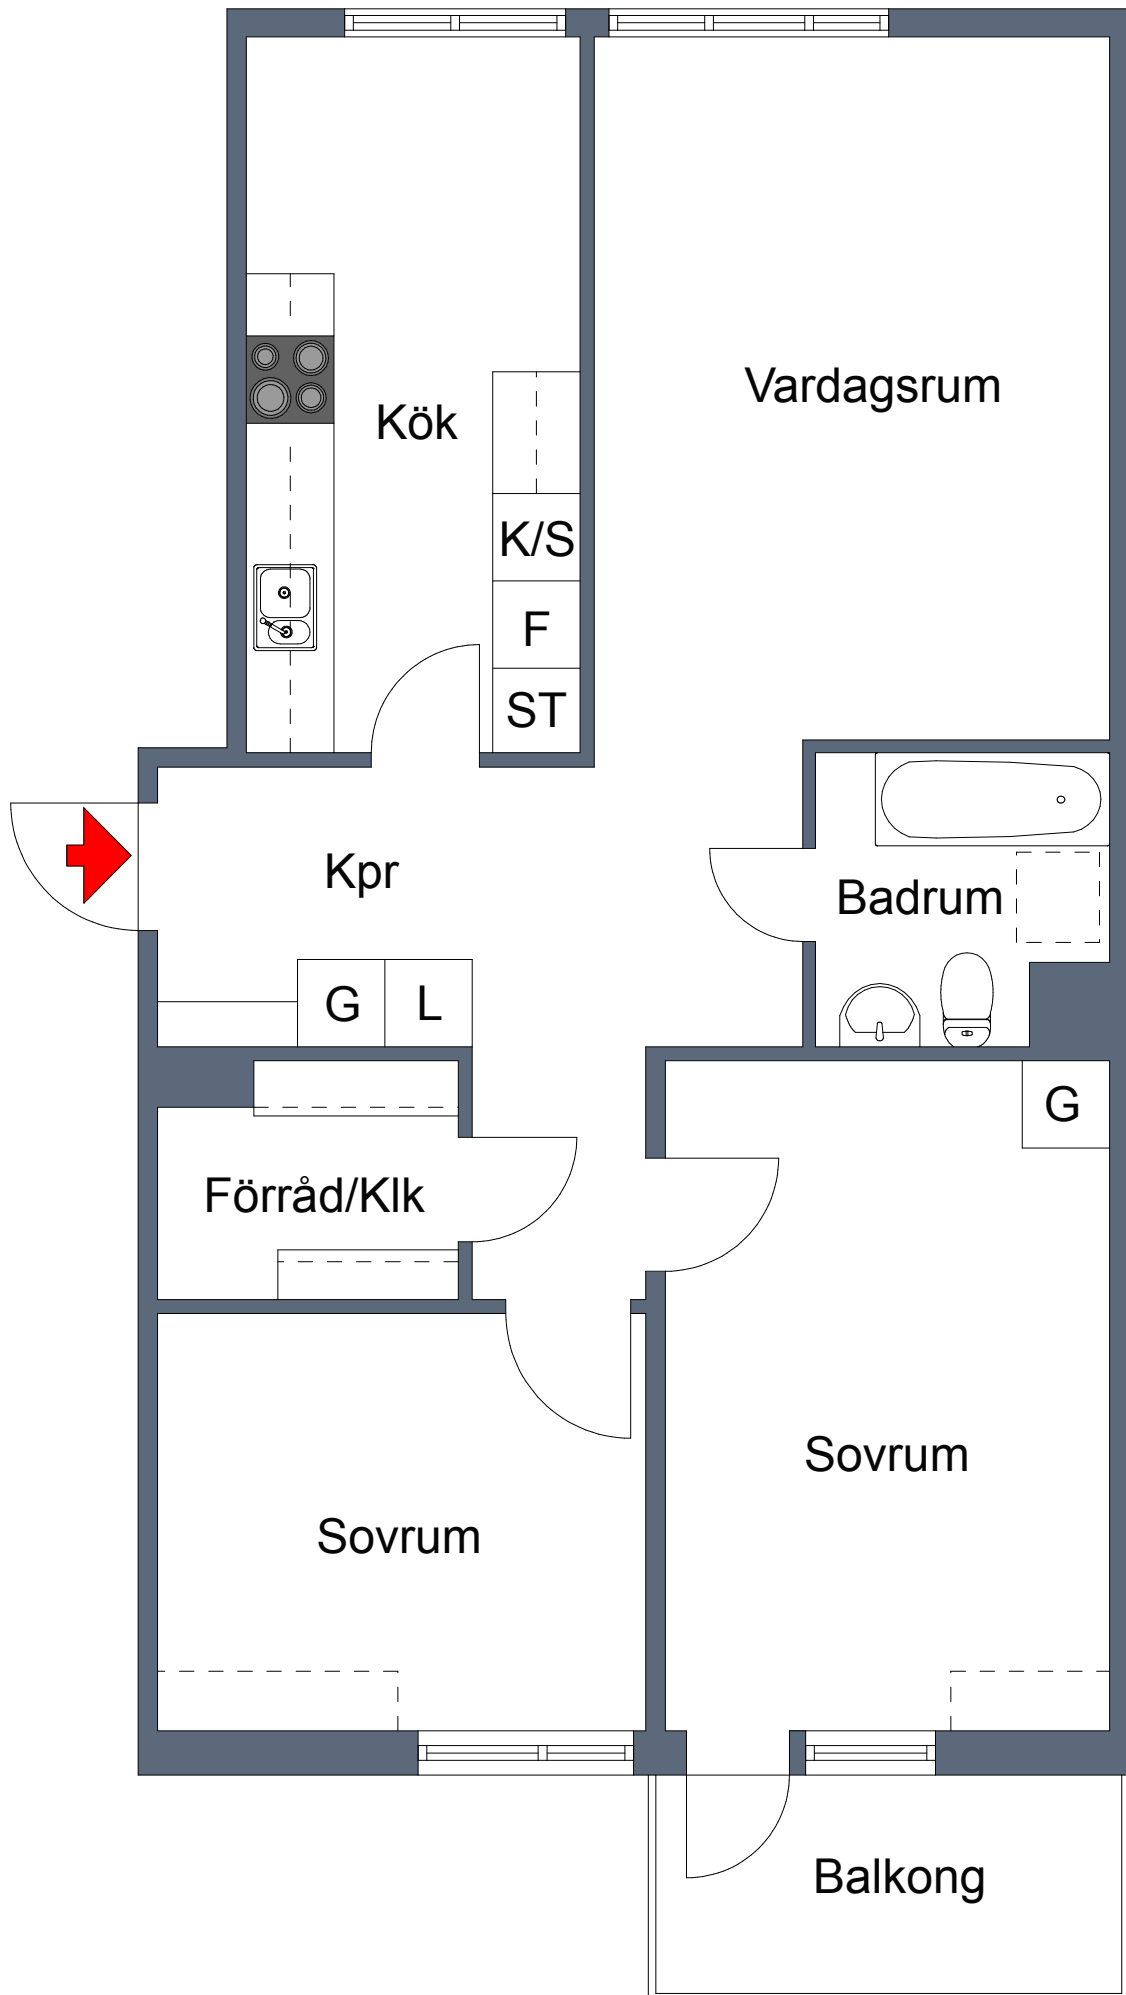 Vardagsrum
Kök
K/S
F
ST
Kpr
Badrum
G
L
G
Förråd/Klk
Sovrum
Sovrum
Balkong